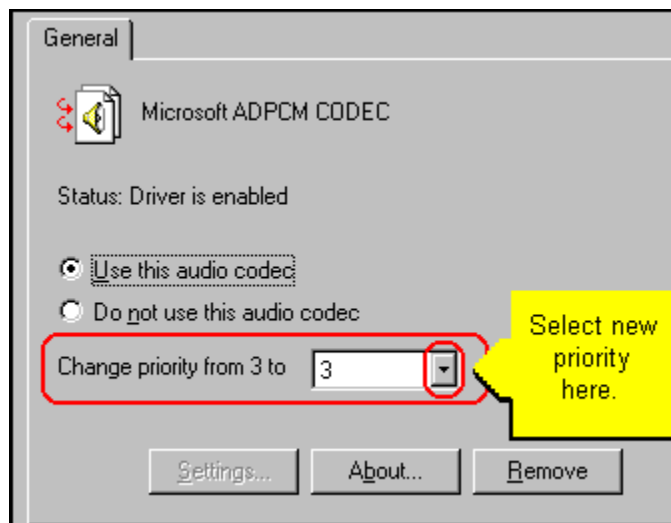 General
Microsoft ADPCM CODEC
Status: Driver is enabled
Use this audio codec
Do not use this audio codec
Change priority from 3 to 3
Select new
priority
here.
Settings... About... Remove